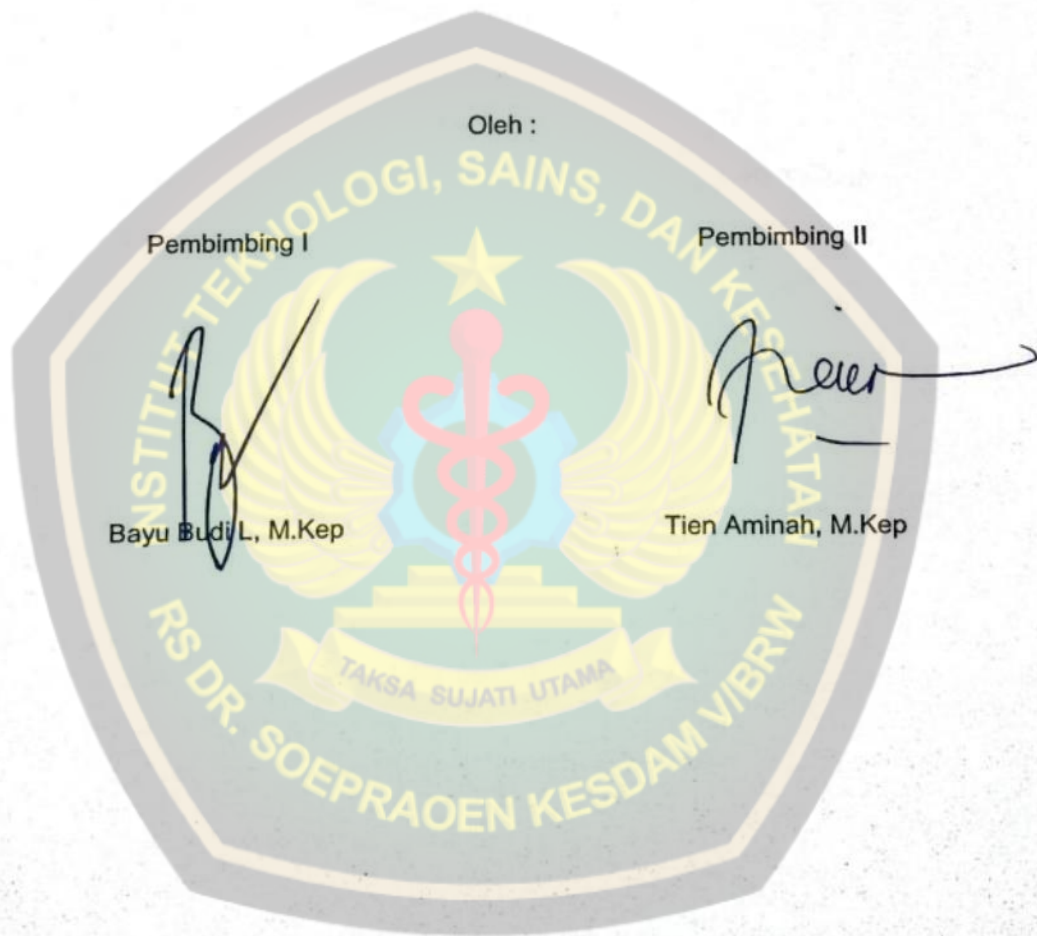 Oleh :
Pembimbing I
Pembimbing II
Bayu Budi L, M.Kep
Tien Aminah, M.Kep
INSTITUT TEKNOLOGI, SAINS, DAN KESEHATAN
RS DR. SOEPRAOEN KESDAM V/BRW
TAKSA SUJATI UTAMA